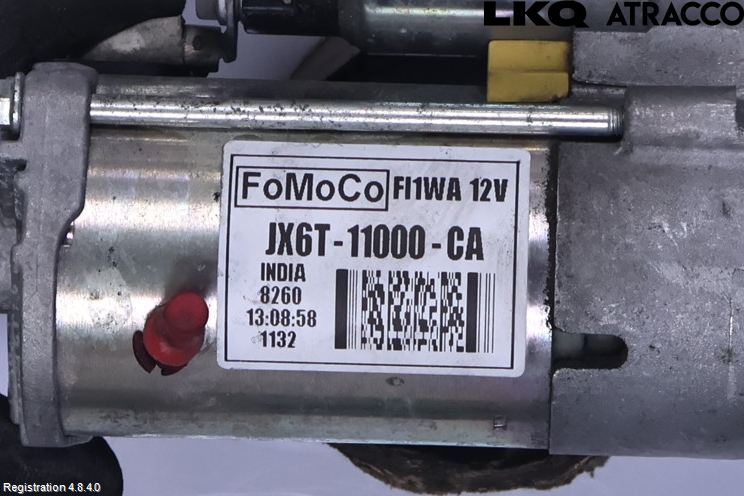 LKQ ATRACCO
FoMoCo FI1WA 12V
JX6T-11000-CA
INDIA
8260
13:08:58
1132
Registration 4.8.4.0